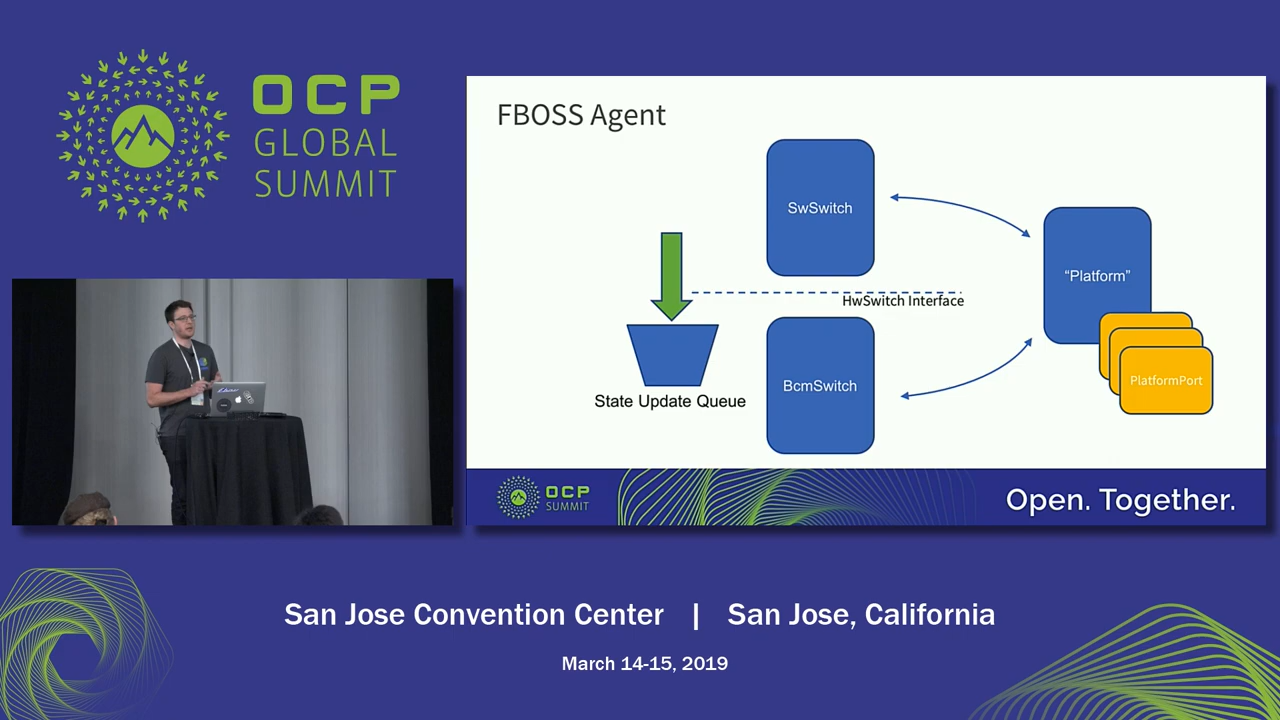 OCP
GLOBAL
SUMMIT
FBOSS Agent
SwSwitch
“Platform”
HwSwitch Interface
BcmSwitch
PlatformPort
State Update Queue
OCP
SUMMIT
Open. Together.
San Jose Convention Center | San Jose, California
March 14-15, 2019